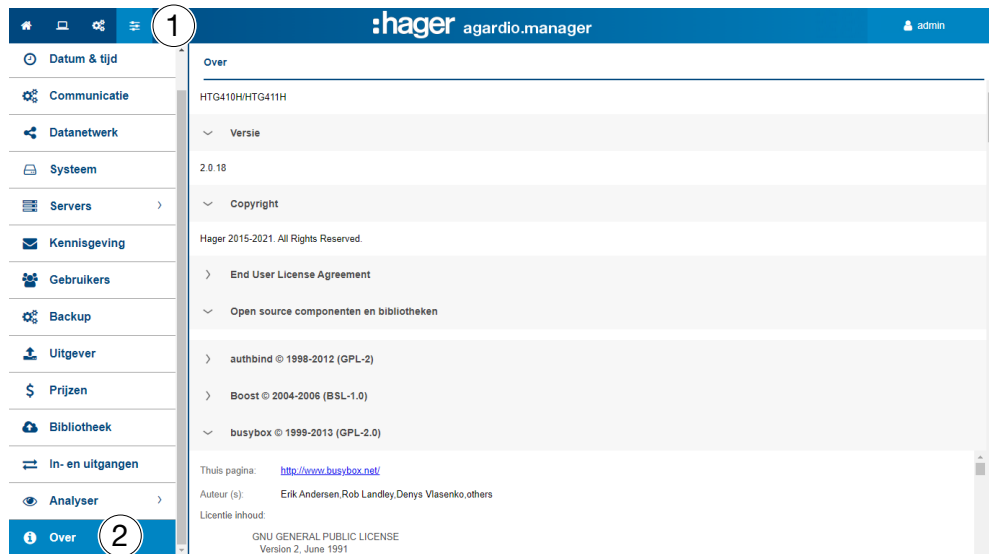 1
:hager agardio.manager
admin
Datum & tijd
Communicatie
Datanetwerk
Systeem
Servers
Kennisgeving
Gebruikers
Backup
Uitgever
Prijzen
Bibliotheek
In- en uitgangen
Analyser
Over
2
Over
HTG410H/HTG411H
Versie
2.0.18
Copyright
Hager 2015-2021. All Rights Reserved.
End User License Agreement
Open source componenten en bibliotheken
authbind © 1998-2012 (GPL-2)
Boost © 2004-2006 (BSL-1.0)
busybox © 1999-2013 (GPL-2.0)
Thuis pagina: http://www.busybox.net/
Auteur (s): Erik Andersen,Rob Landley,Denys Vlasenko,others
Licentie inhoud:
GNU GENERAL PUBLIC LICENSE
Version 2, June 1991